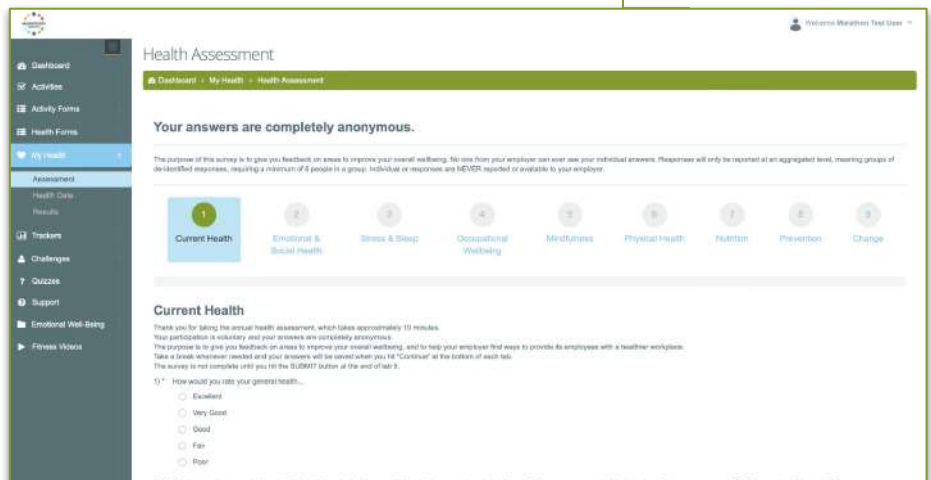 Welcome Marathon Test User
Health Assessment
Dashboard
Dashboard › My Health › Health Assessment
Activities
Activity Forms
Health Forms
My Health
Assessment
Health Data
Results
Trackers
Challenges
? Quizzes
Support
Emotional Well-Being
Fitness Videos
Your answers are completely anonymous.
The purpose of this survey is to give you feedback on areas to improve your overall wellbeing. No one from your employer can ever see your individual answers. Responses will only be reported at an aggregated level, meaning groups of
de-identified responses, requiring a minimum of 6 people in a group. Individual or responses are NEVER reported or available to your employer.
1 2 3 4 5 6 7 8 9
Current Health Emotional & Stress & Sleep Occupational Mindfulness Physical Health Nutrition Prevention Change
Social Health Wellbeing
Current Health
Thank you for taking the annual health assessment, which takes approximately 10 minutes.
Your participation is voluntary and your answers are completely anonymous.
The purpose is to give you feedback on areas to improve your overall wellbeing, and to help your employer find ways to provide its employees with a healthier workplace.
Take a break whenever needed and your answers will be saved when you hit "Continue" at the bottom of each tab.
The survey is not complete until you hit the SUBMIT button at the end of tab 9.
1) * How would you rate your general health...
Excellent
Very Good
Good
Fair
Poor